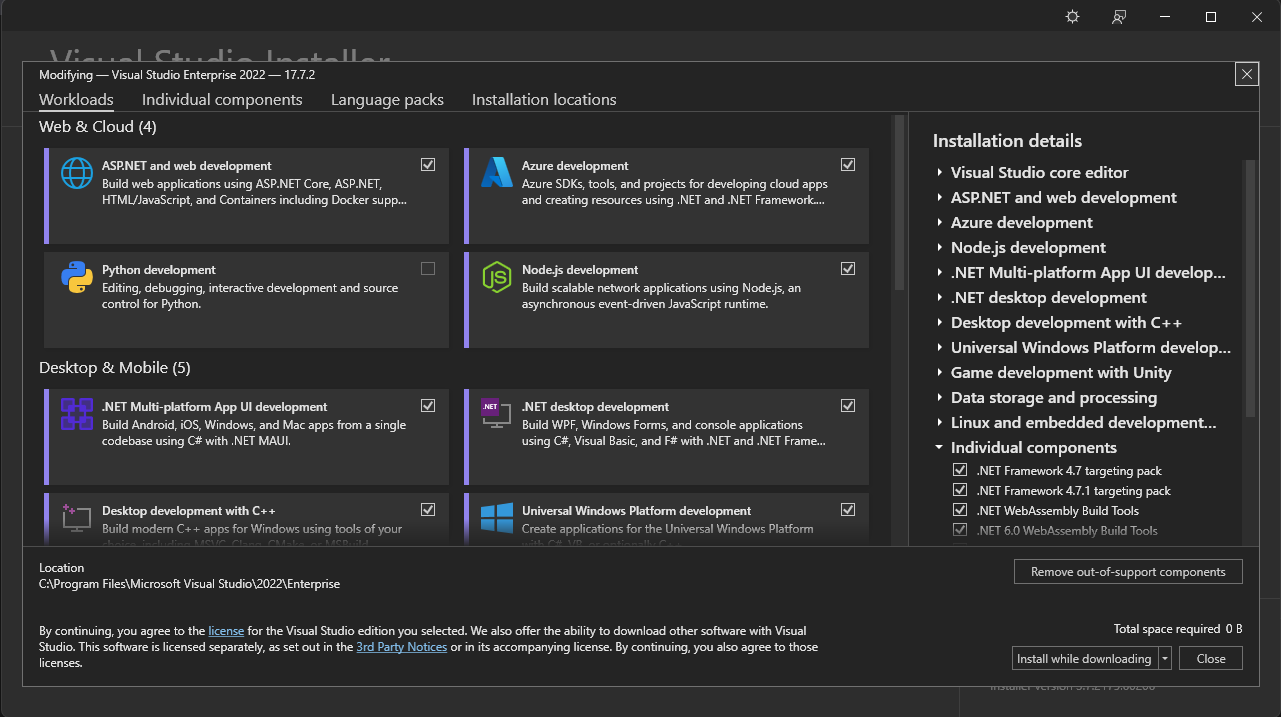 Visual Studio Installer
Modifying — Visual Studio Enterprise 2022 — 17.7.2
Workloads Individual components Language packs Installation locations
Web & Cloud (4)
ASP.NET and web development
Build web applications using ASP.NET Core, ASP.NET,
HTML/JavaScript, and Containers including Docker supp...
Azure development
Azure SDKs, tools, and projects for developing cloud apps
and creating resources using .NET and .NET Framework....
Python development
Editing, debugging, interactive development and source
control for Python.
JS
Node.js development
Build scalable network applications using Node.js, an
asynchronous event-driven JavaScript runtime.
Desktop & Mobile (5)
.NET Multi-platform App UI development
Build Android, iOS, Windows, and Mac apps from a single
codebase using C# with .NET MAUI.
.NET
.NET desktop development
Build WPF, Windows Forms, and console applications
using C#, Visual Basic, and F# with .NET and .NET Frame...
Desktop development with C++
Build modern C++ apps for Windows using tools of your
choice, including MSVC, Clang, CMake, or MSBuild.
Universal Windows Platform development
Create applications for the Universal Windows Platform
with C#, VB, or optionally C++.
Installation details
Visual Studio core editor
ASP.NET and web development
Azure development
Node.js development
.NET Multi-platform App UI develop...
.NET desktop development
Desktop development with C++
Universal Windows Platform develop...
Game development with Unity
Data storage and processing
Linux and embedded development...
Individual components
.NET Framework 4.7 targeting pack
.NET Framework 4.7.1 targeting pack
.NET WebAssembly Build Tools
.NET 6.0 WebAssembly Build Tools
Location
C:\Program Files\Microsoft Visual Studio\2022\Enterprise
Remove out-of-support components
By continuing, you agree to the license for the Visual Studio edition you selected. We also offer the ability to download other software with Visual
Studio. This software is licensed separately, as set out in the 3rd Party Notices or in its accompanying license. By continuing, you also agree to those
licenses.
Total space required 0 B
Install while downloading
Close
Installer version